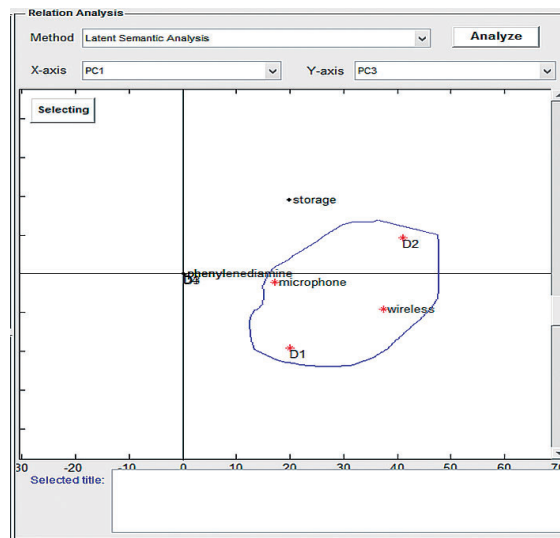 Relation Analysis
Method Latent Semantic Analysis Analyze
X-axis PC1 Y-axis PC3
Selecting
storage
D2
phenylenediamine
microphone
wireless
D1
30 -20 -10 0 10 20 30 40 50 60 70
Selected title: